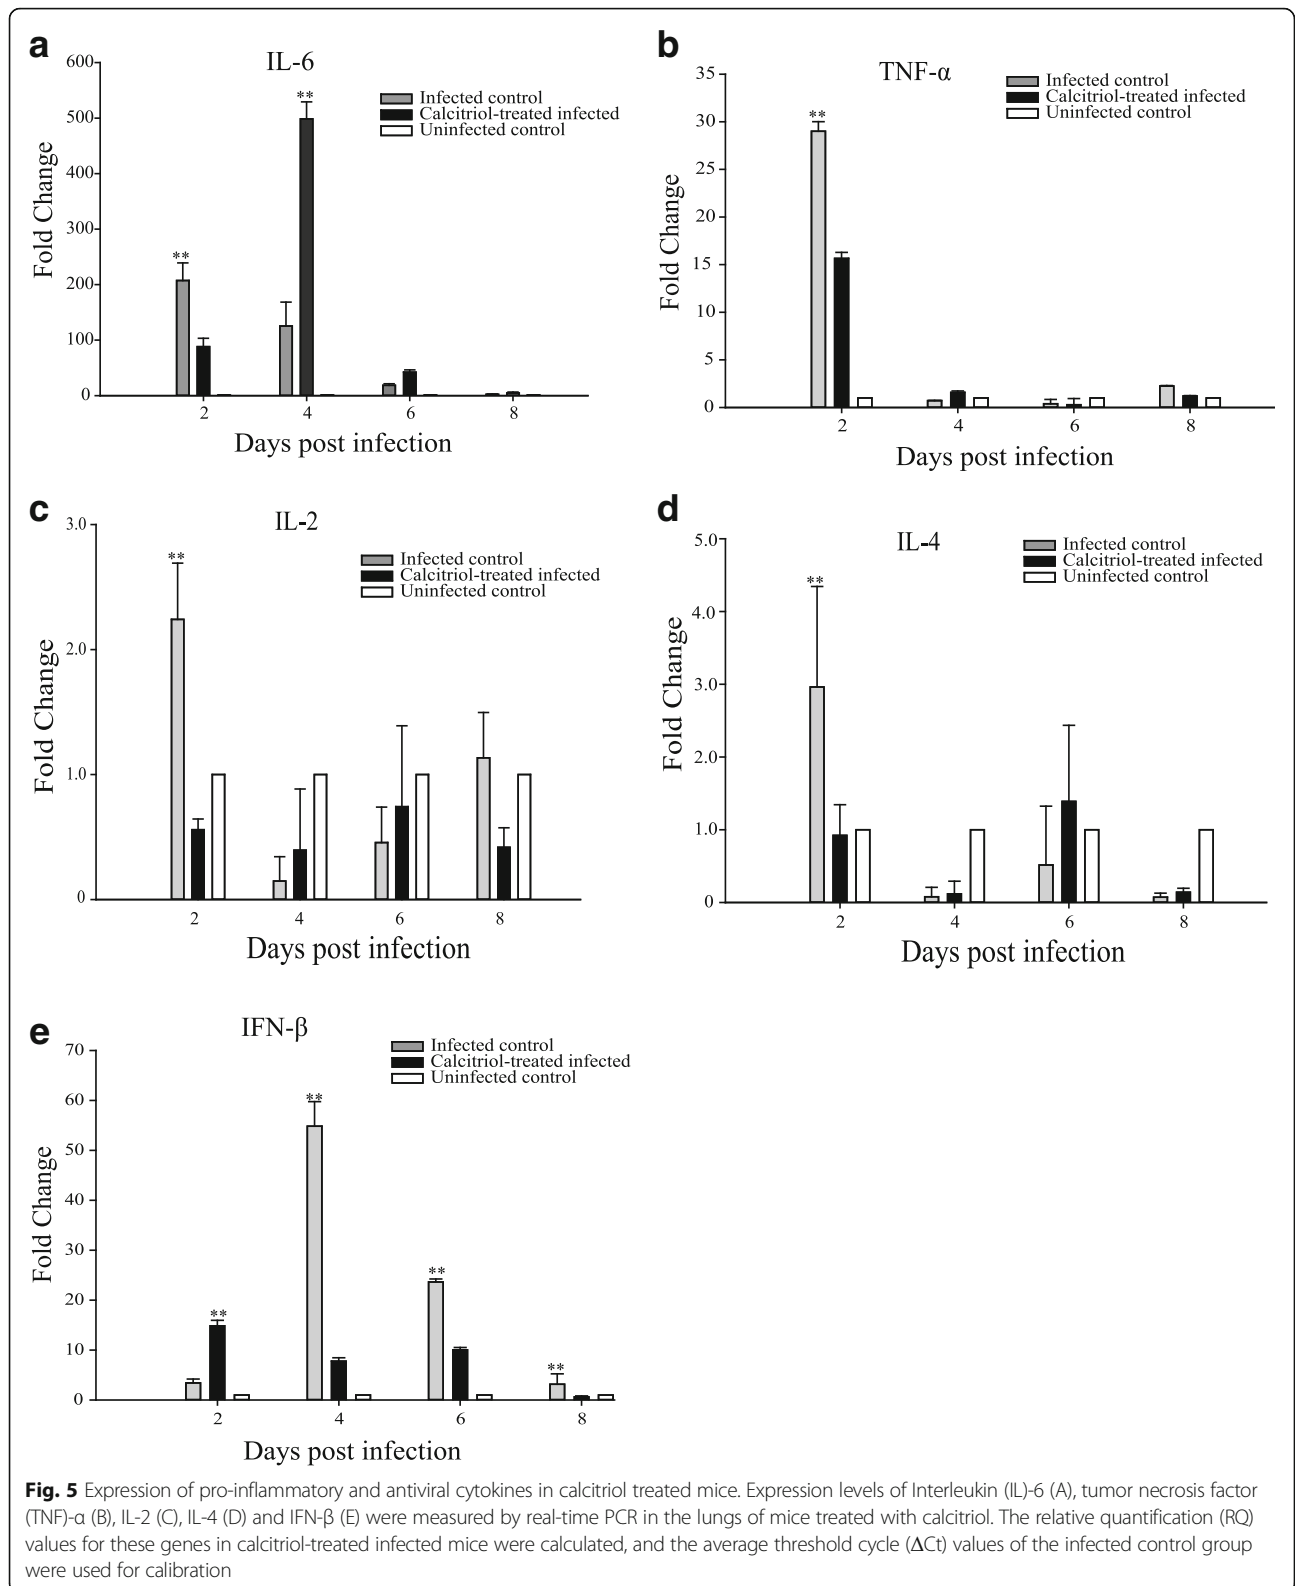 a
IL-6
Infected control
Calcitriol-treated infected
Uninfected control
600
500
400
300
200
100
0
Fold Change
**
**
2 4 6 8
Days post infection
b
TNF-α
Infected control
Calcitriol-treated infected
Uninfected control
35
30
25
20
15
10
5
0
Fold Change
**
2 4 6 8
Days post infection
c
IL-2
Infected control
Calcitriol-treated infected
Uninfected control
3.0
2.0
1.0
0
Fold Change
**
2 4 6 8
Days post infection
d
IL-4
Infected control
Calcitriol-treated infected
Uninfected control
5.0
4.0
3.0
2.0
1.0
0
Fold Change
**
2 4 6 8
Days post infection
e
IFN-β
Infected control
Calcitriol-treated infected
Uninfected control
70
60
50
40
30
20
10
0
Fold Change
**
**
**
**
2 4 6 8
Days post infection
Fig. 5 Expression of pro-inflammatory and antiviral cytokines in calcitriol treated mice. Expression levels of Interleukin (IL)-6 (A), tumor necrosis factor
(TNF)-α (B), IL-2 (C), IL-4 (D) and IFN-β (E) were measured by real-time PCR in the lungs of mice treated with calcitriol. The relative quantification (RQ)
values for these genes in calcitriol-treated infected mice were calculated, and the average threshold cycle (ΔCt) values of the infected control group
were used for calibration